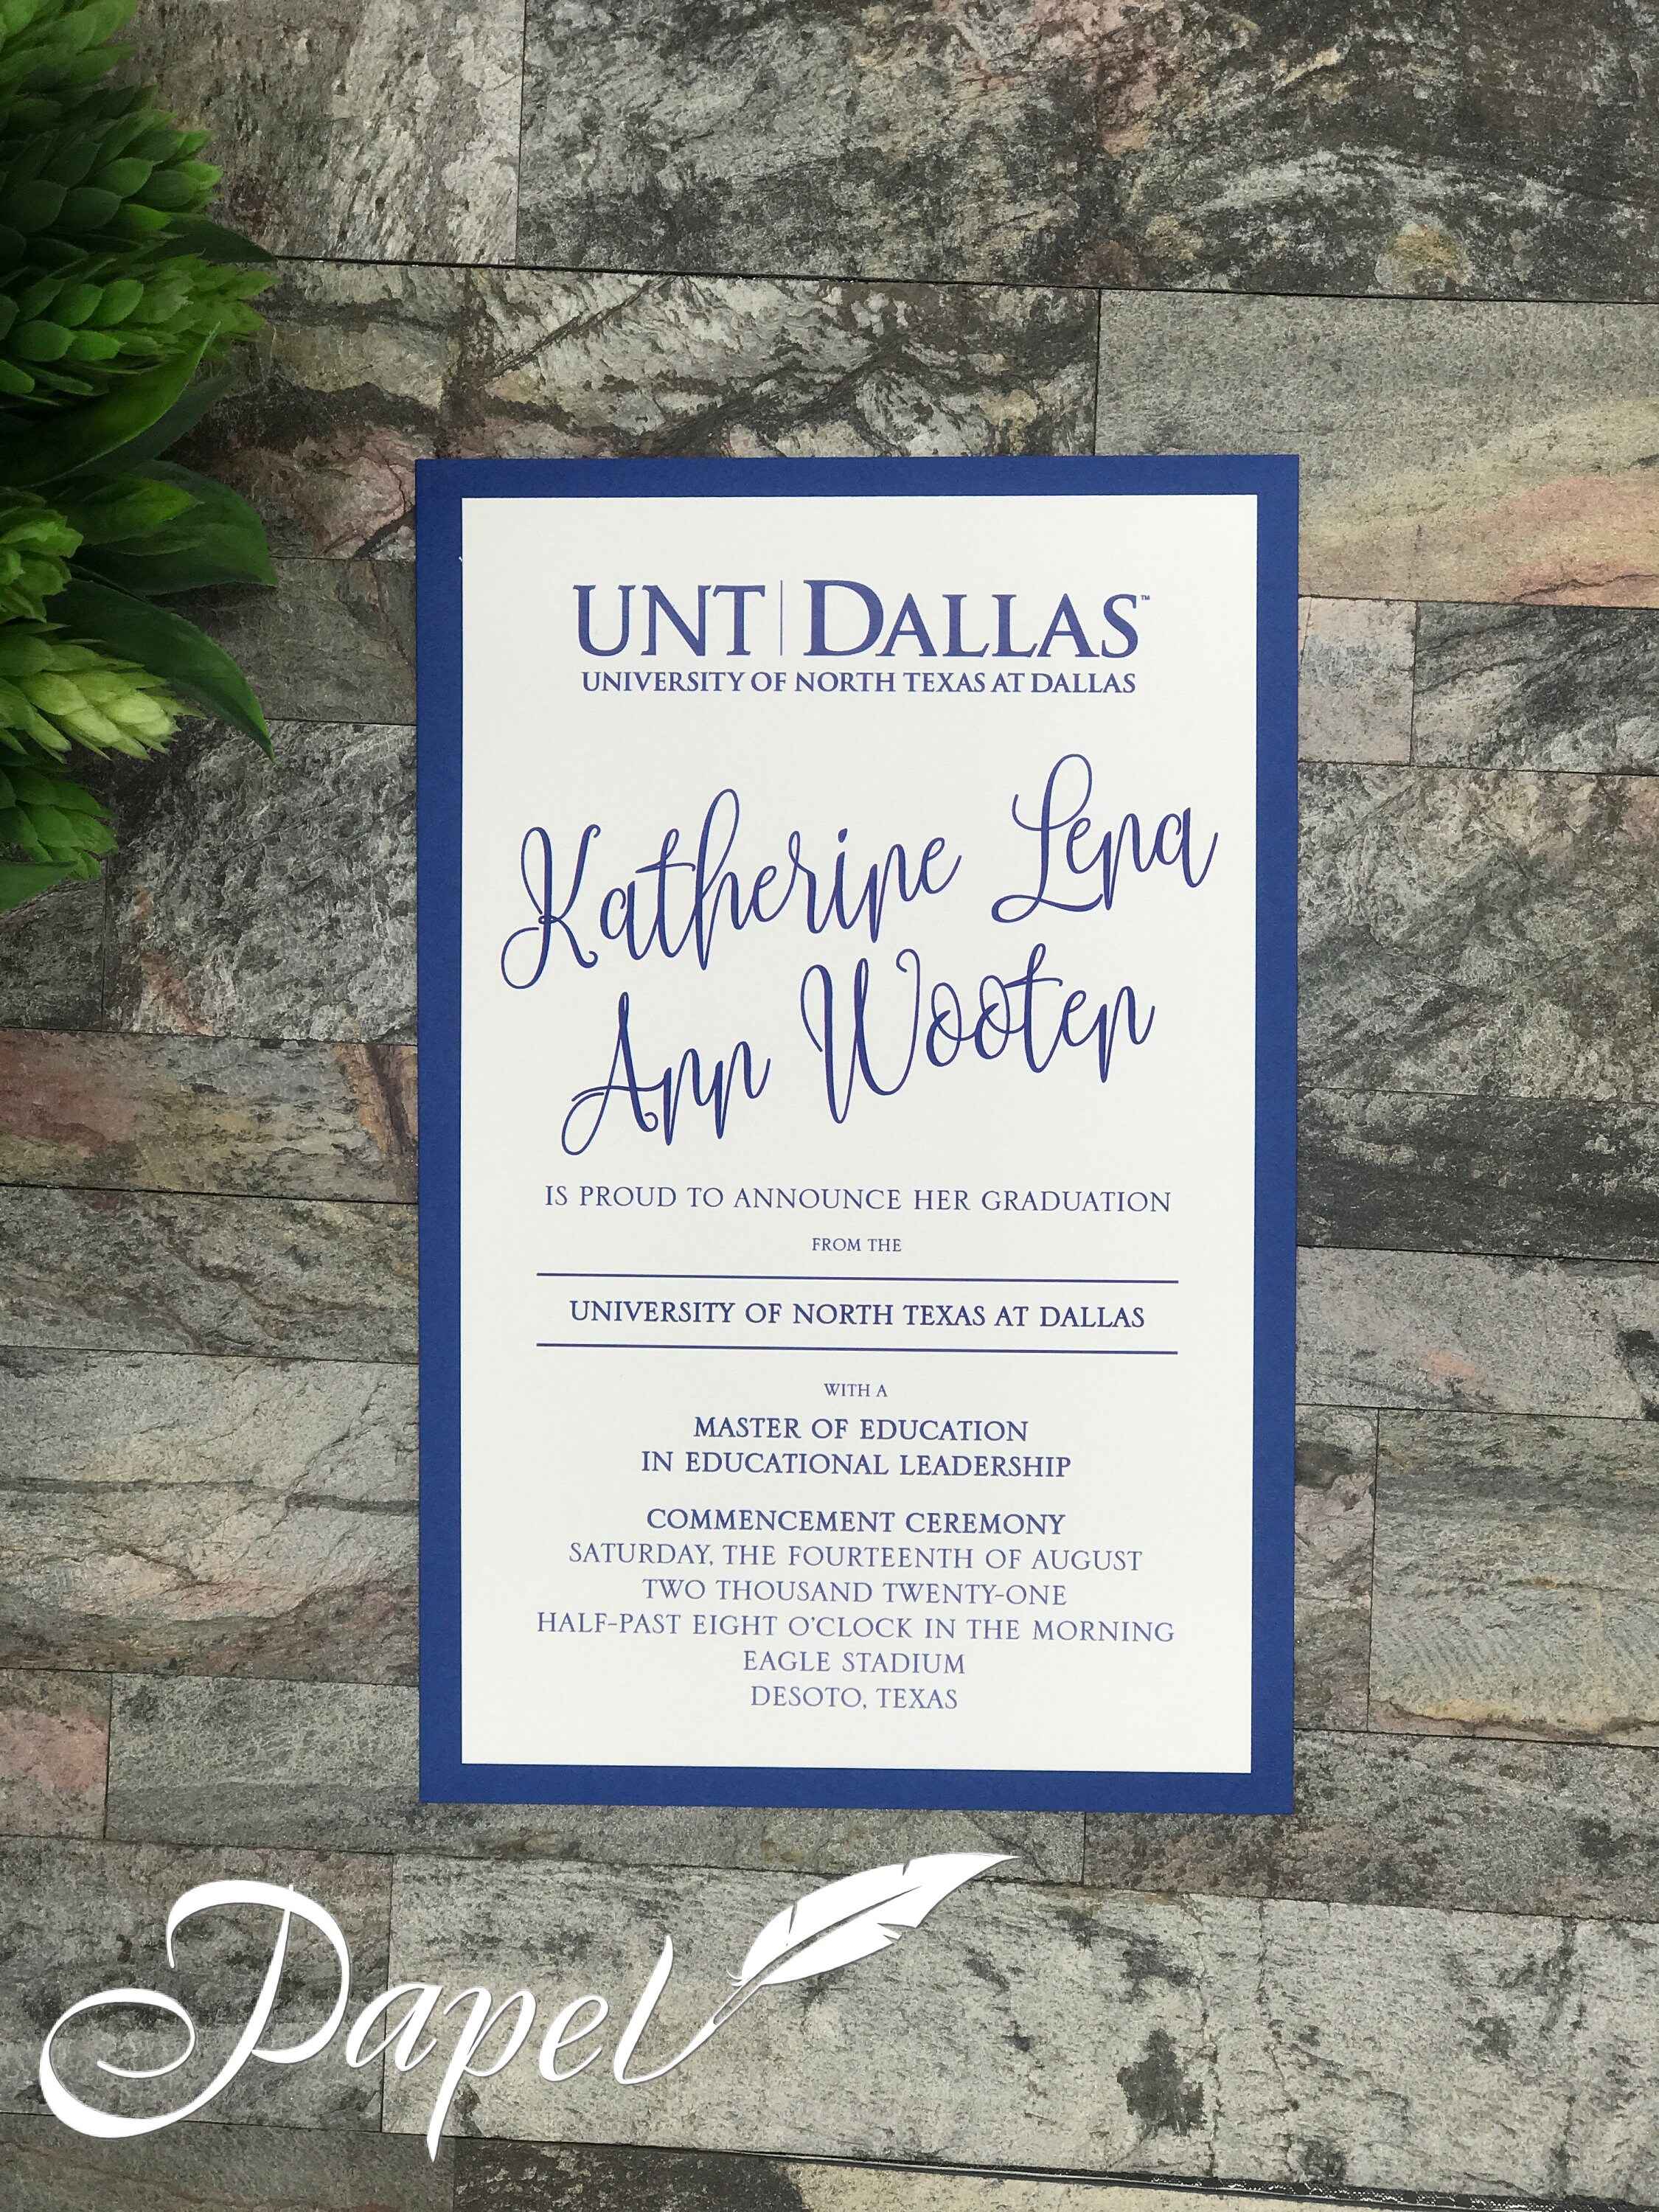 UNT | DALLAS™
UNIVERSITY OF NORTH TEXAS AT DALLAS
Katherine Lena
Ann Wooten
IS PROUD TO ANNOUNCE HER GRADUATION
FROM THE
UNIVERSITY OF NORTH TEXAS AT DALLAS
WITH A
MASTER OF EDUCATION
IN EDUCATIONAL LEADERSHIP
COMMENCEMENT CEREMONY
SATURDAY, THE FOURTEENTH OF AUGUST
TWO THOUSAND TWENTY-ONE
HALF-PAST EIGHT O'CLOCK IN THE MORNING
EAGLE STADIUM
DESOTO, TEXAS
Papel